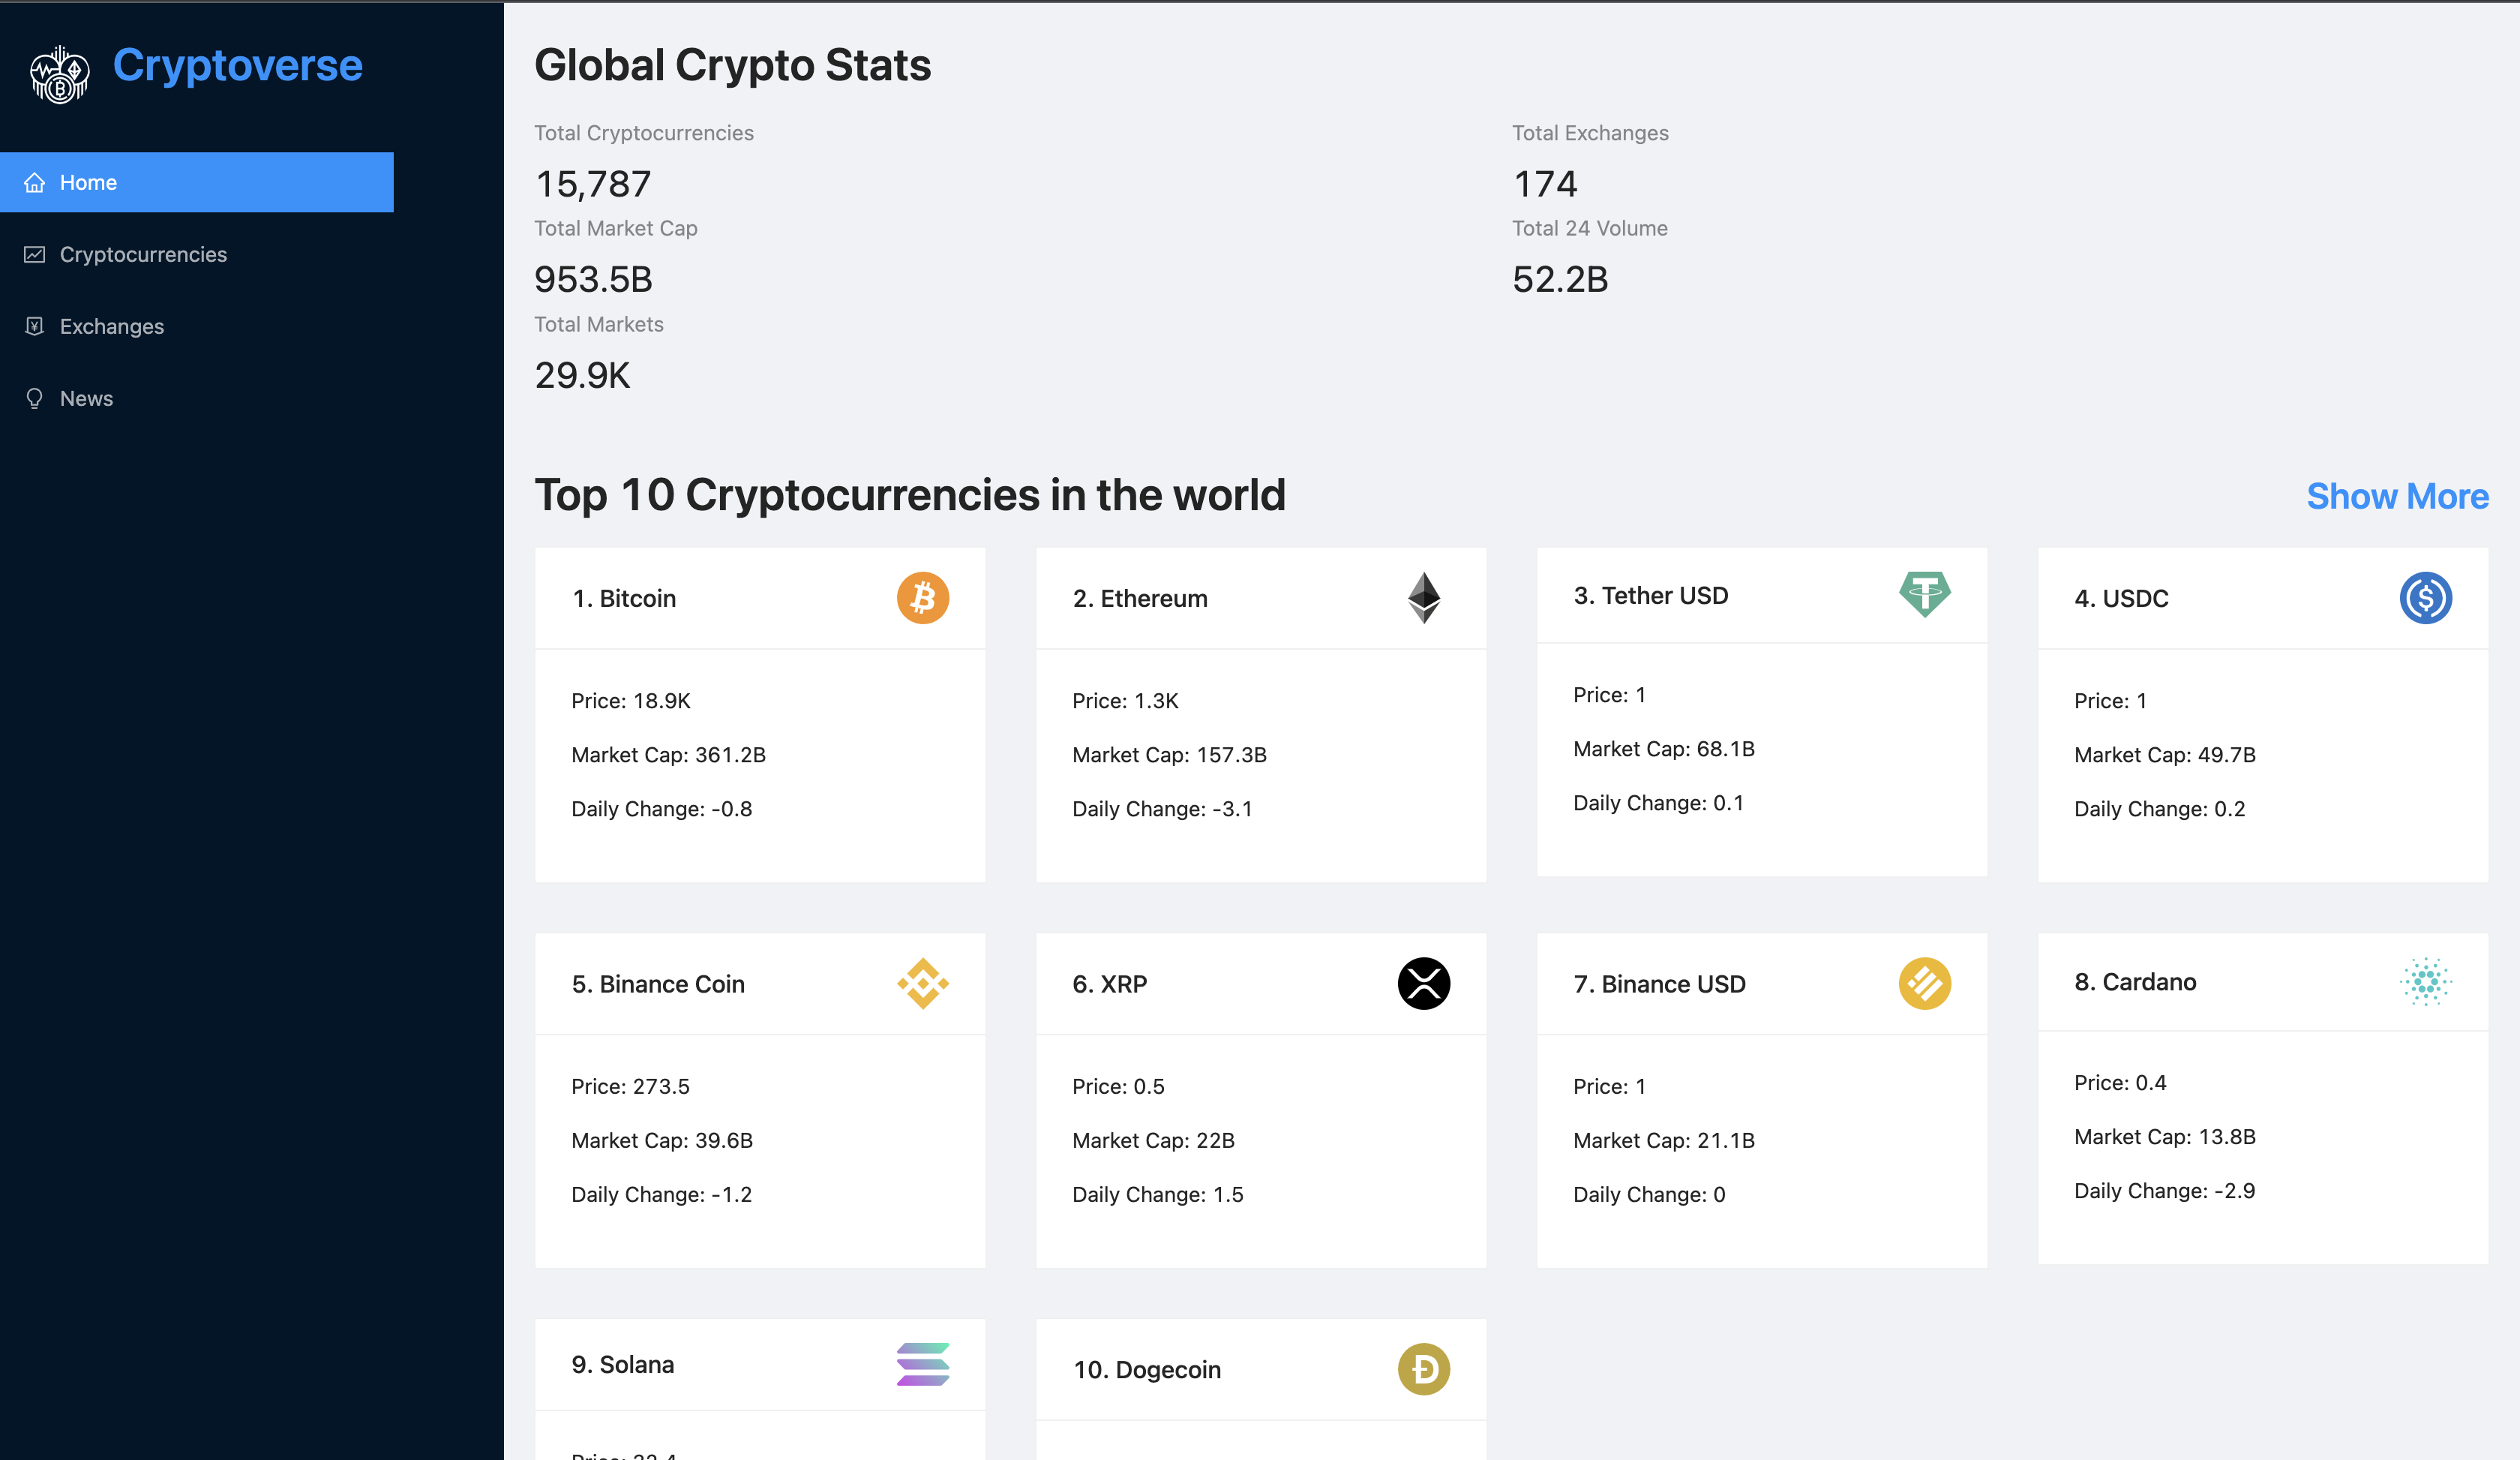 Cryptoverse
Home
Cryptocurrencies
Exchanges
News
Global Crypto Stats
Total Cryptocurrencies
15,787
Total Exchanges
174
Total Market Cap
953.5B
Total 24 Volume
52.2B
Total Markets
29.9K
Top 10 Cryptocurrencies in the world
Show More
1. Bitcoin
Price: 18.9K
Market Cap: 361.2B
Daily Change: -0.8
2. Ethereum
Price: 1.3K
Market Cap: 157.3B
Daily Change: -3.1
3. Tether USD
Price: 1
Market Cap: 68.1B
Daily Change: 0.1
4. USDC
Price: 1
Market Cap: 49.7B
Daily Change: 0.2
5. Binance Coin
Price: 273.5
Market Cap: 39.6B
Daily Change: -1.2
6. XRP
Price: 0.5
Market Cap: 22B
Daily Change: 1.5
7. Binance USD
Price: 1
Market Cap: 21.1B
Daily Change: 0
8. Cardano
Price: 0.4
Market Cap: 13.8B
Daily Change: -2.9
9. Solana
Price:
10. Dogecoin